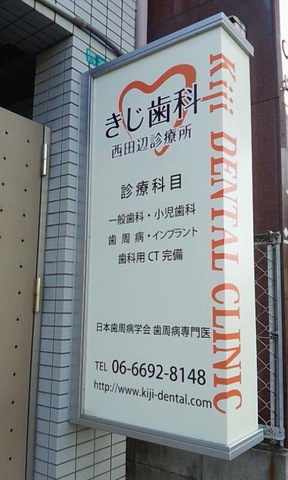 きじ歯科
西田辺診療所
診療科目
一般歯科・小児歯科
歯周病・インプラント
歯科用CT完備
日本歯周病学会 歯周病専門医
TEL 06-6692-8148
http://www.kiji-dental.com
Kiji DENTAL CLINIC